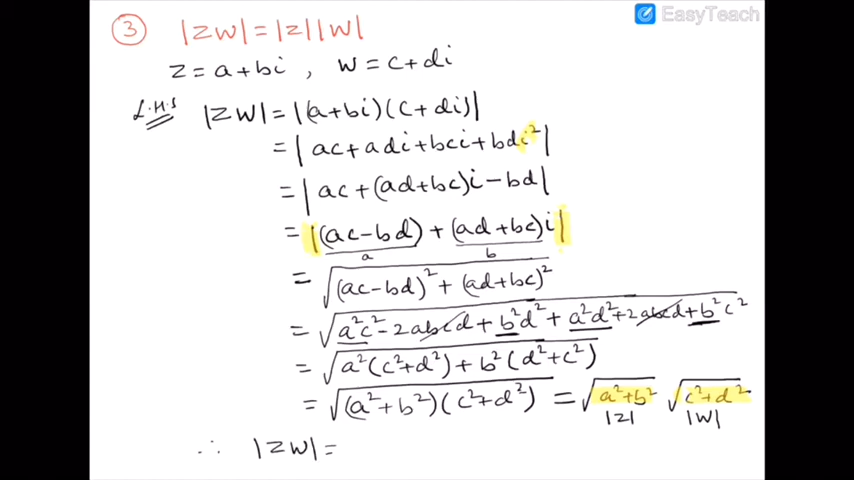 EasyTeach
③ |zw| = |z| |w|
z = a + bi , w = c + di
L.H.S |zw| = |(a+bi)(c+di)|
= | ac + adi + bci + bdi² |
= | ac + (ad+bc)i - bd |
= | (ac-bd) + (ad+bc)i |
a b
= √((ac-bd)² + (ad+bc)²)
= √(a²c² - 2abcd + b²d² + a²d² + 2abcd + b²c²)
= √(a²(c²+d²) + b²(d²+c²))
= √((a²+b²)(c²+d²)) = √(a²+b²) √(c²+d²)
|z| |w|
∴ |zw| =